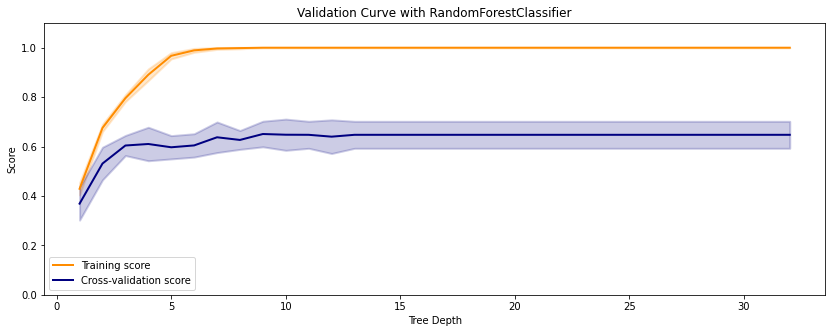 Validation Curve with RandomForestClassifier
1.0
0.8
0.6
0.4
0.2
0.0
Score
Training score
Cross-validation score
0 5 10 15 20 25 30
Tree Depth